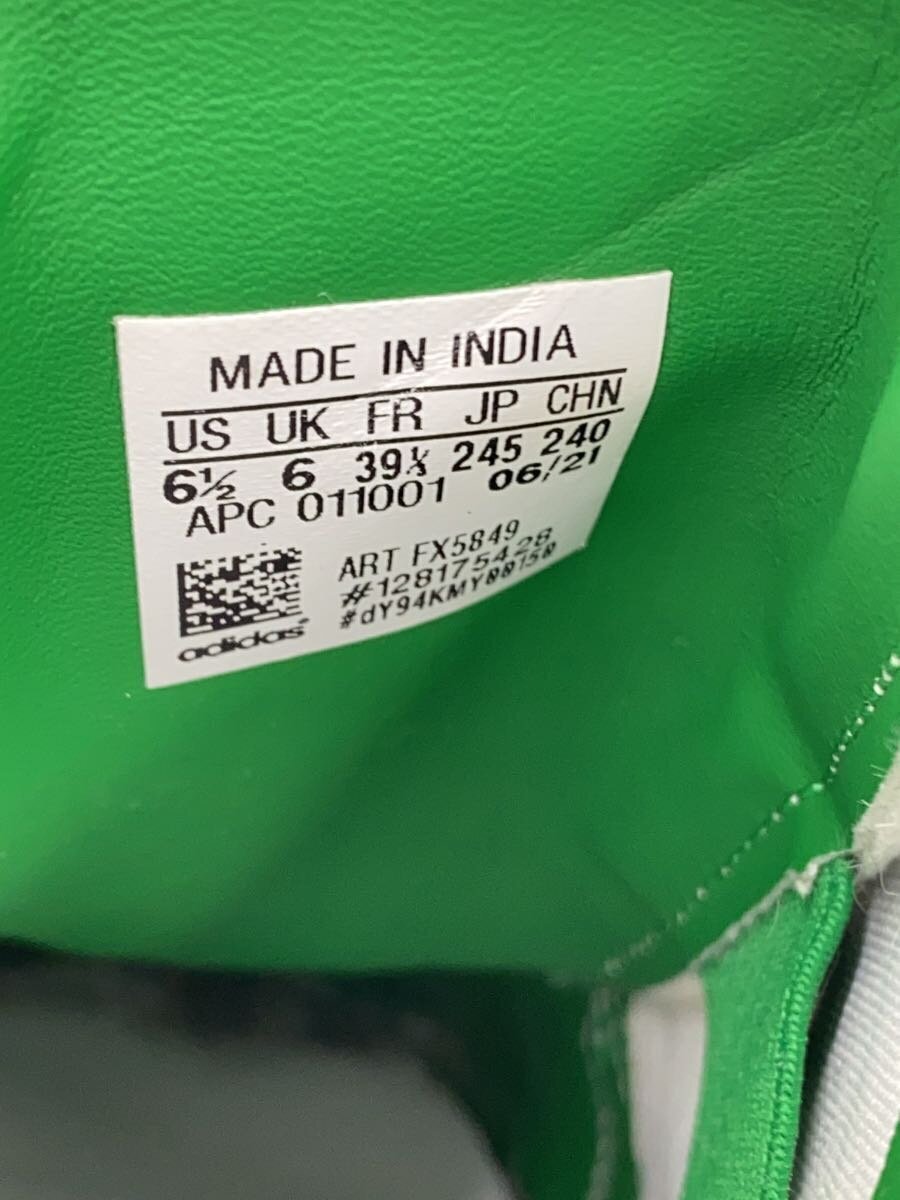 MADE IN INDIA
US UK FR JP CHN
6½ 6 39⅓ 245 240
APC 011001 06/21
ART FX5849
#128175428
#dY94KMY00150
adidas